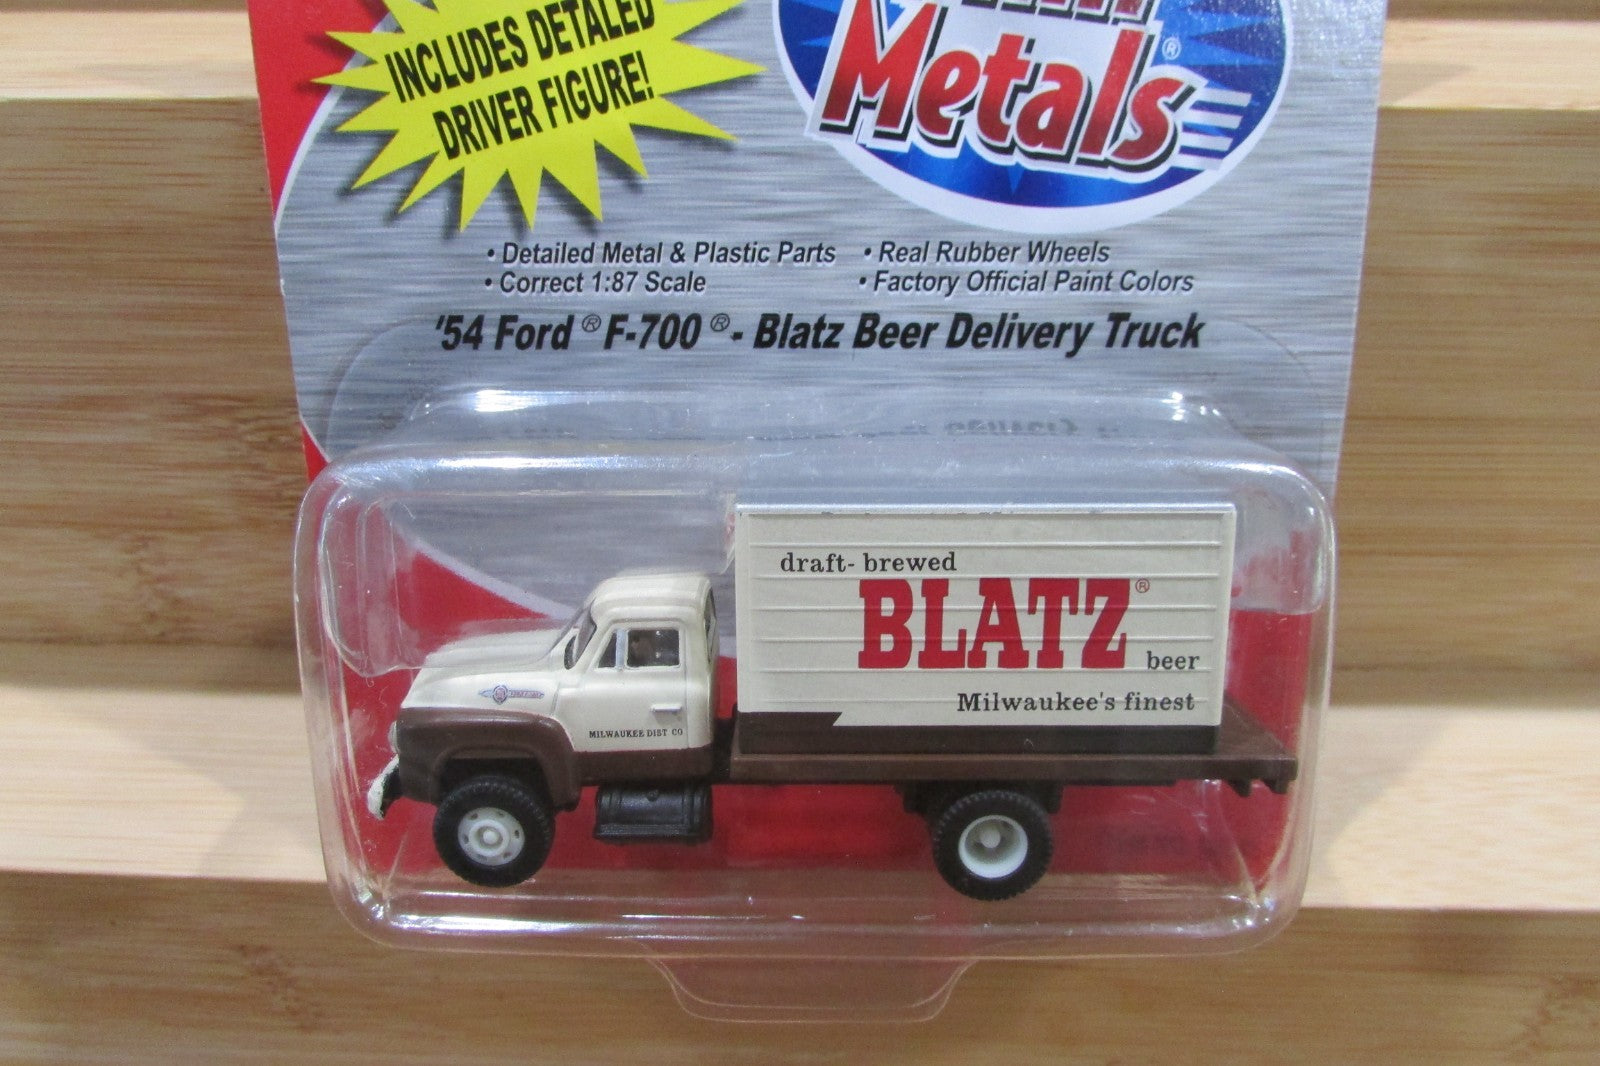 INCLUDES DETAILED
DRIVER FIGURE!
Metals®
• Detailed Metal & Plastic Parts
• Correct 1:87 Scale
• Real Rubber Wheels
• Factory Official Paint Colors
'54 Ford® F-700® - Blatz Beer Delivery Truck
draft- brewed
BLATZ®
beer
Milwaukee's finest
MILWAUKEE DIST CO